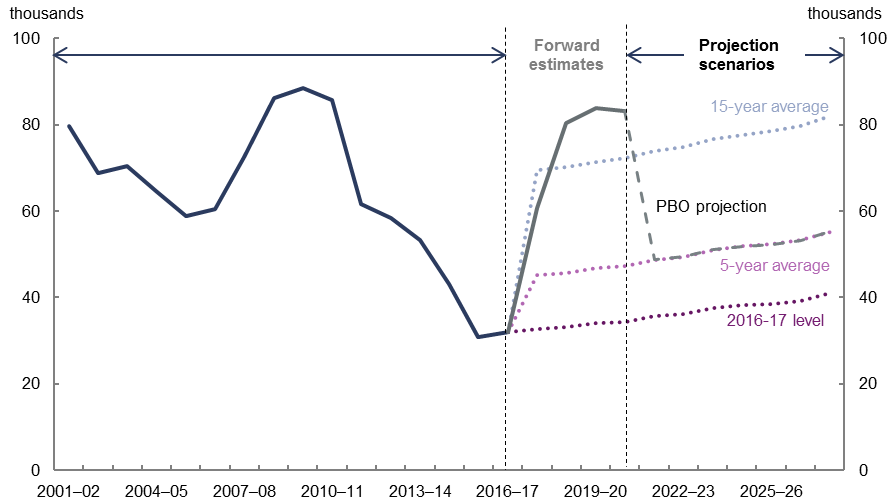 thousands
thousands
100
100
Forward
estimates
Projection
scenarios
15-year average
80
80
PBO projection
60
60
5-year average
40
40
2016-17 level
20
20
0
0
2001–02
2004–05
2007–08
2010–11
2013–14
2016–17
2019–20
2022–23
2025–26